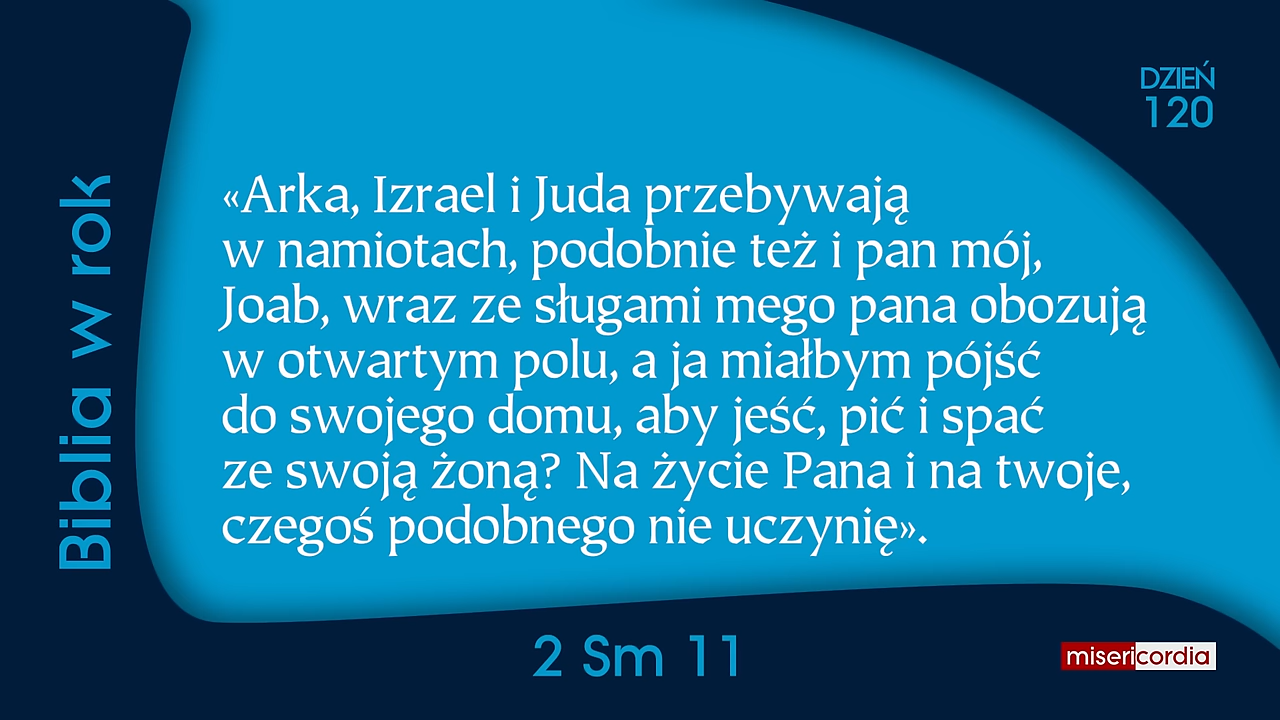 DZIEŃ
120
Biblia w rok
«Arka, Izrael i Juda przebywają
w namiotach, podobnie też i pan mój,
Joab, wraz ze sługami mego pana obozują
w otwartym polu, a ja miałbym pójść
do swojego domu, aby jeść, pić i spać
ze swoją żoną? Na życie Pana i na twoje,
czegoś podobnego nie uczynię».
2 Sm 11
misericordia